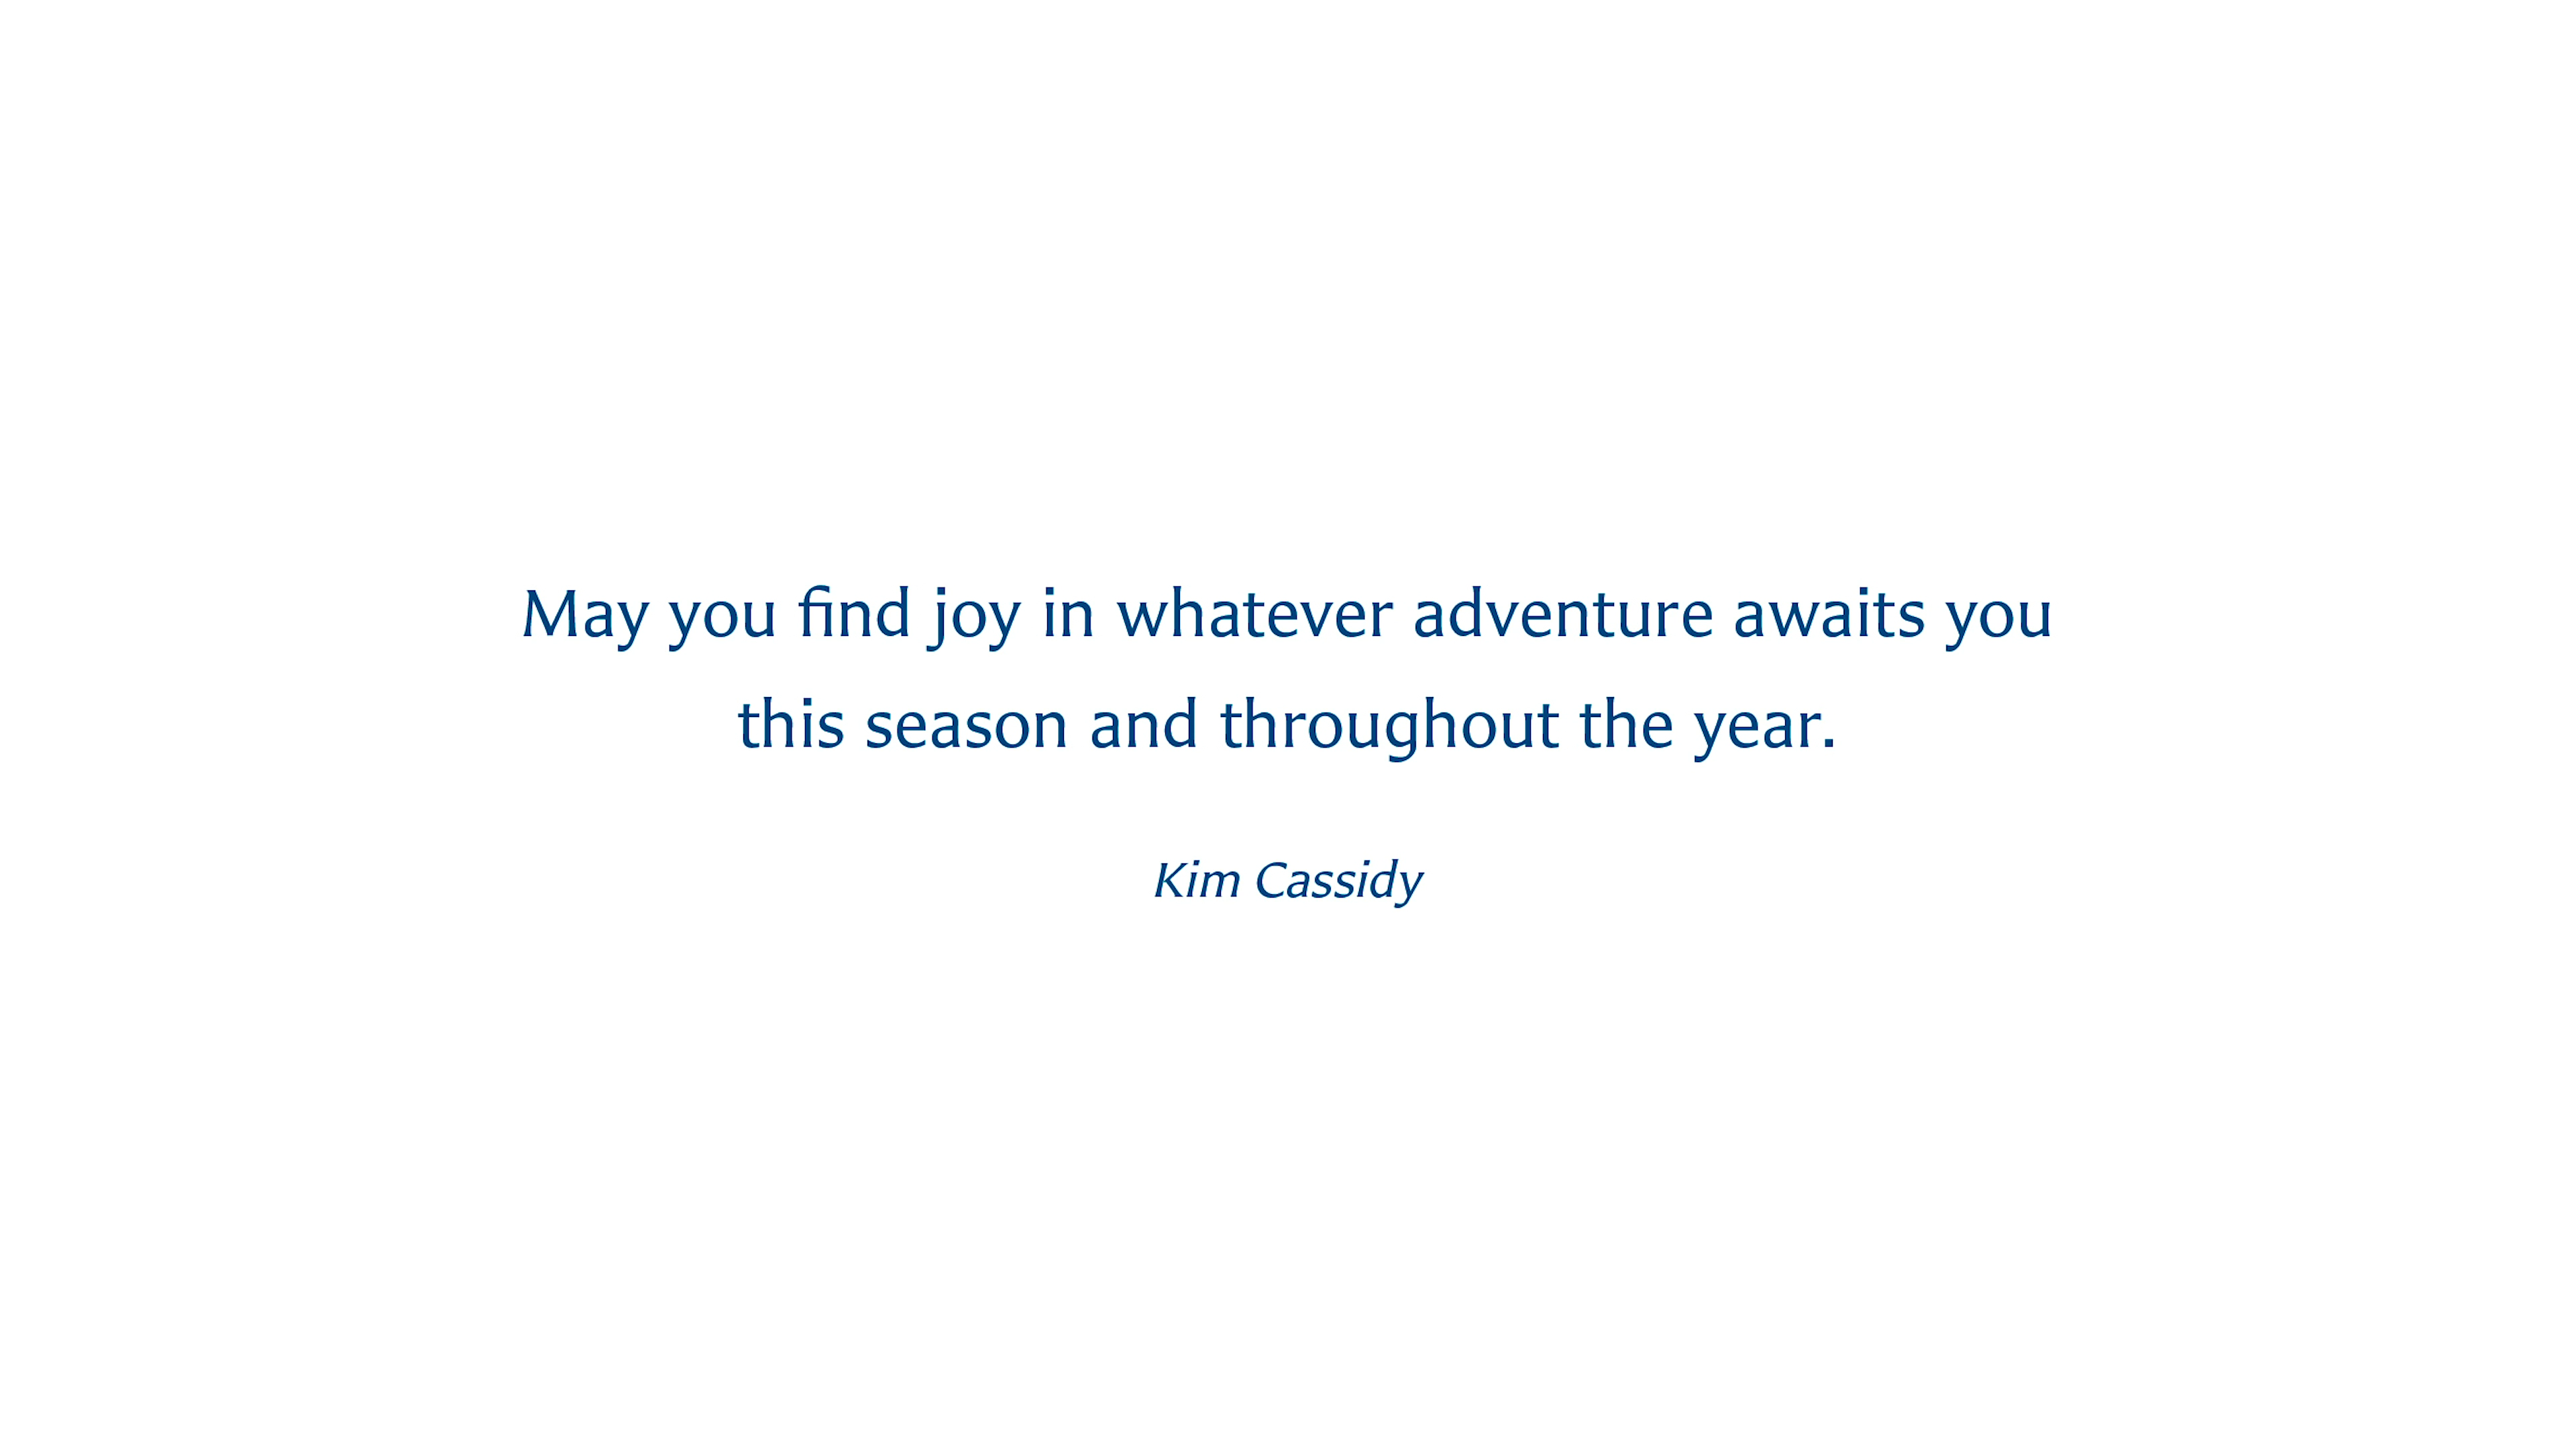 May you find joy in whatever adventure awaits you
this season and throughout the year.
Kim Cassidy